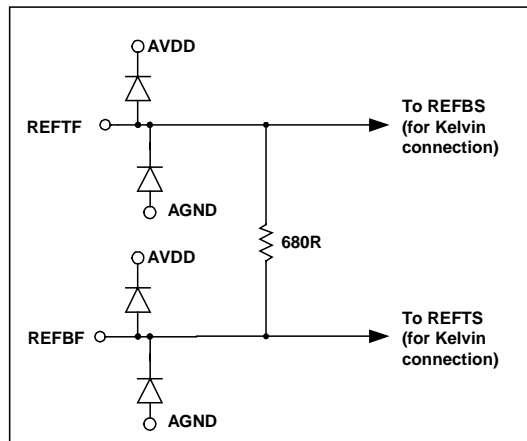 AVDD
REFTF
To REFBS
(for Kelvin
connection)
AGND
680R
AVDD
REFBF
To REFTS
(for Kelvin
connection)
AGND